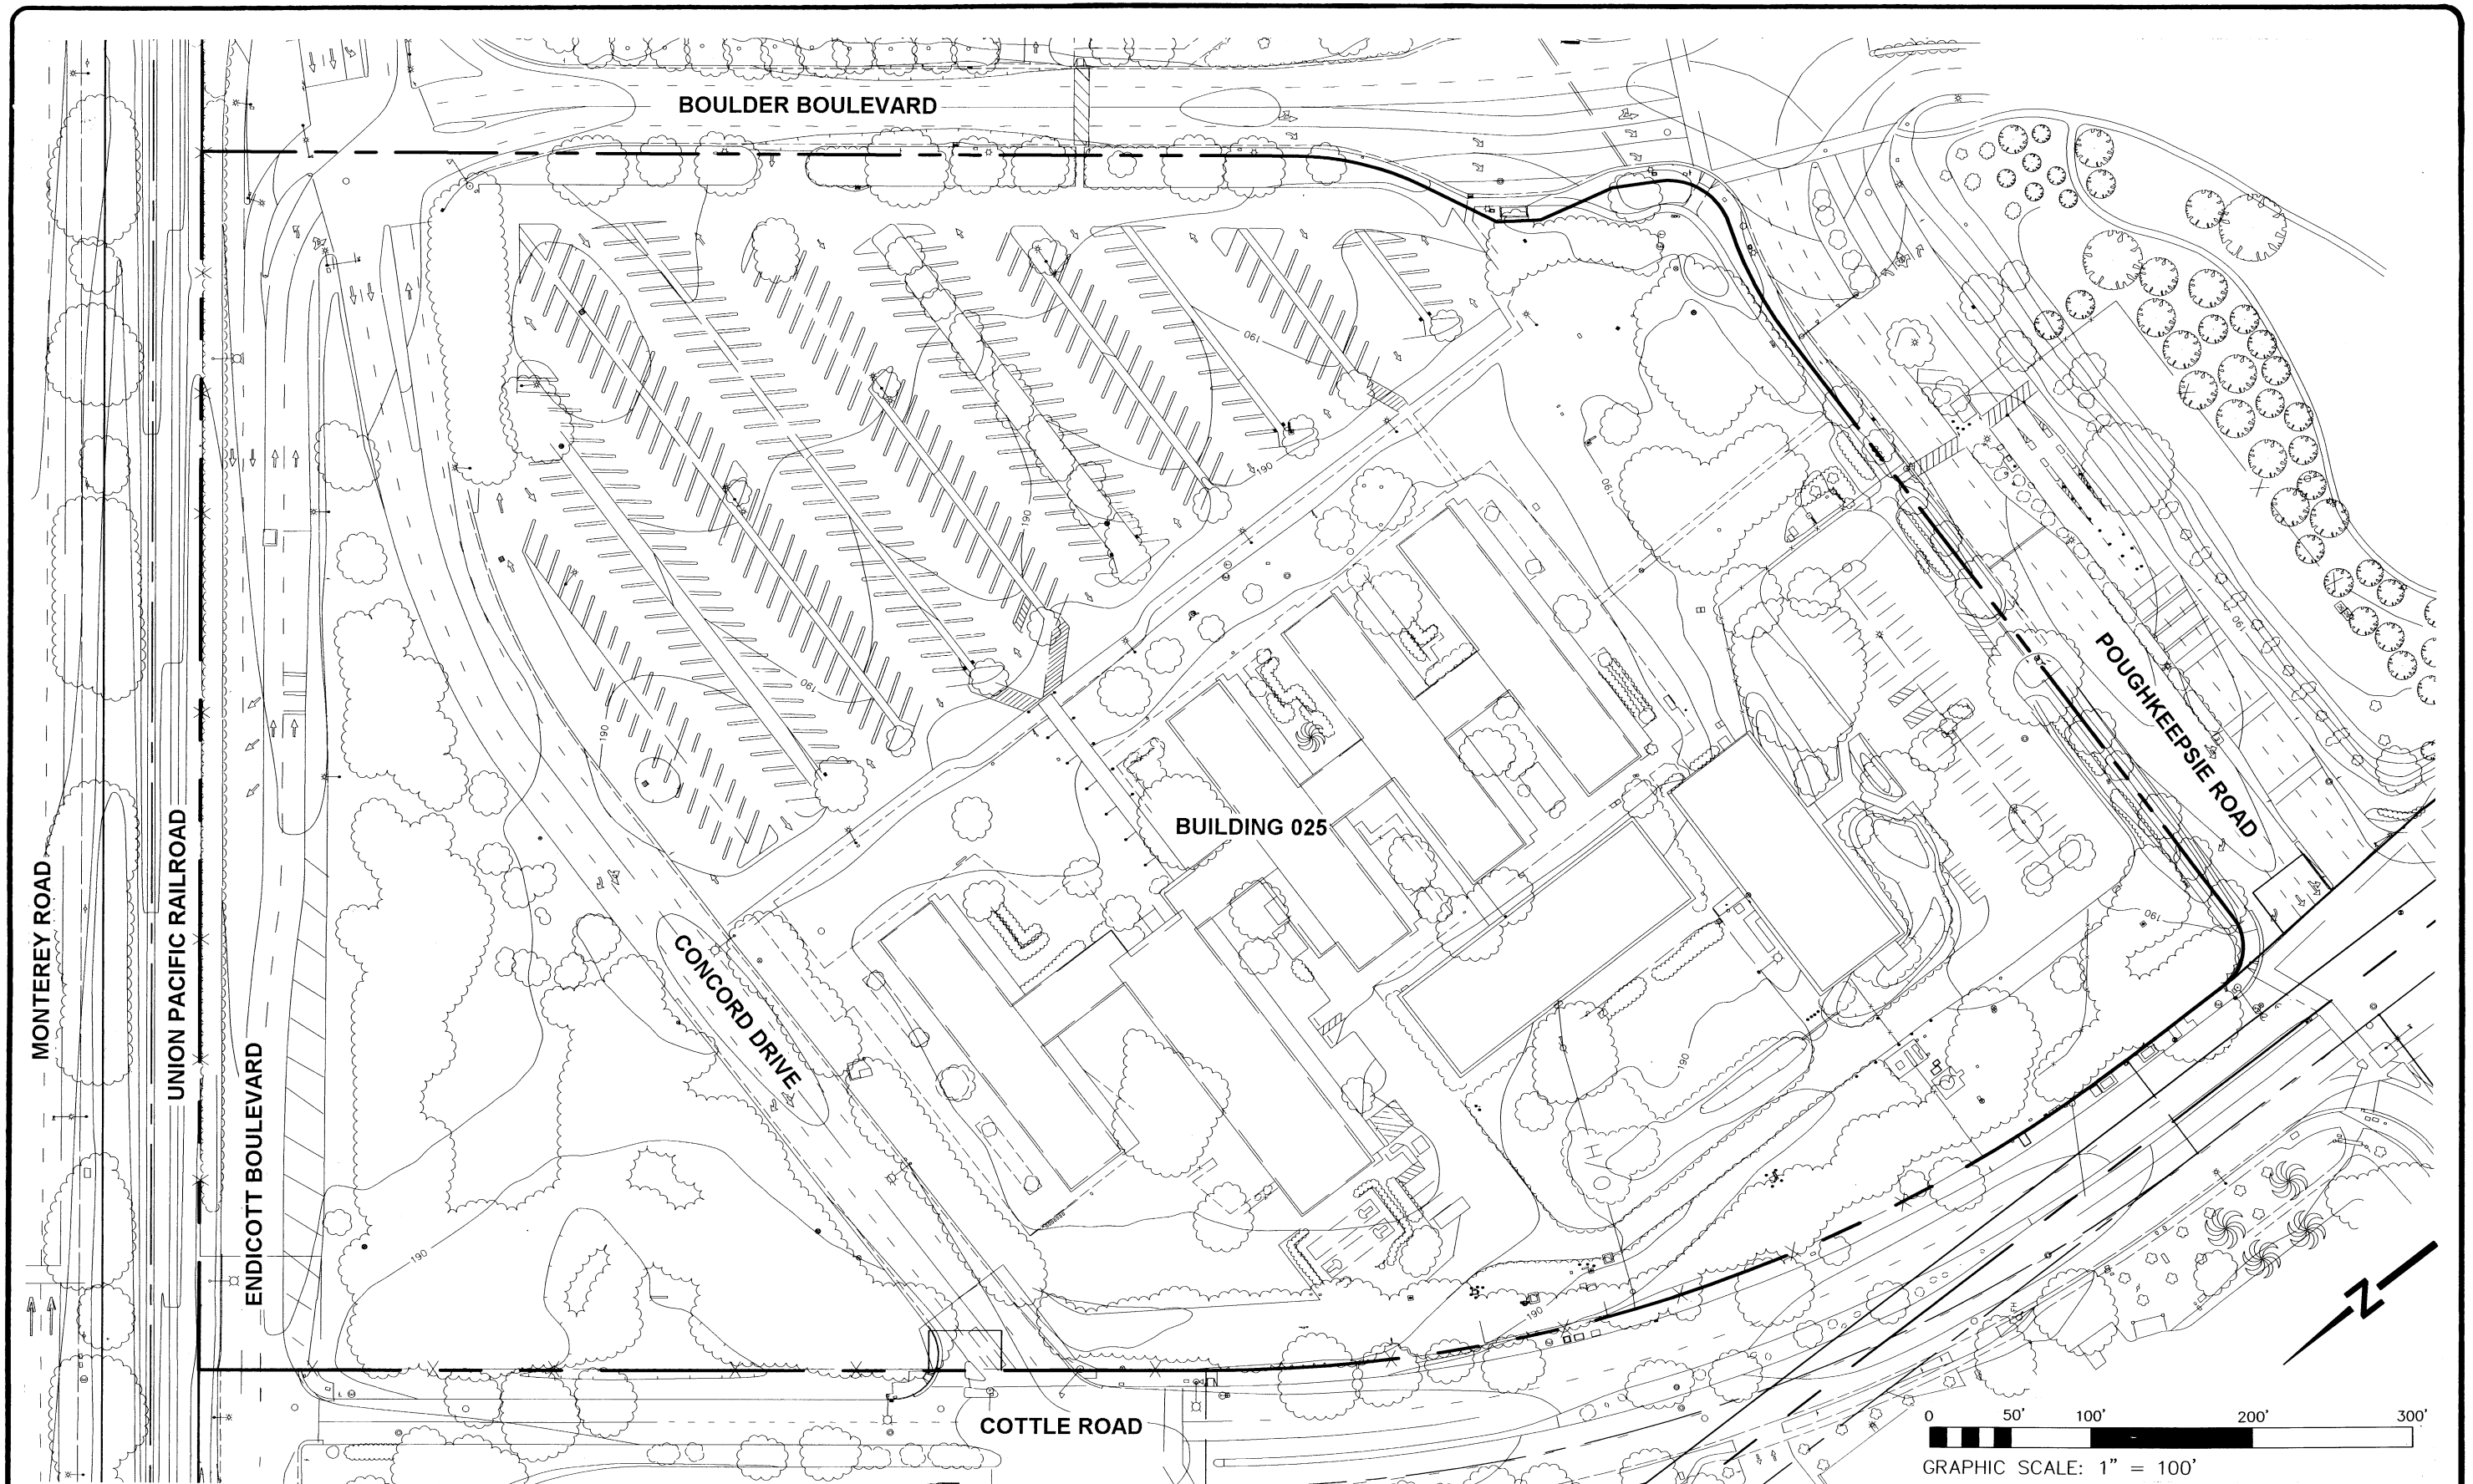 BOULDER BOULEVARD
190
190
190
190
190
190
190
POUGHKEEPSIE ROAD
BUILDING 025
MONTEREY ROAD
UNION PACIFIC RAILROAD
190
CONCORD DRIVE
ENDICOTT BOULEVARD
190
190
190
N
COTTLE ROAD
0 50' 100' 200' 300'
GRAPHIC SCALE: 1" = 100'